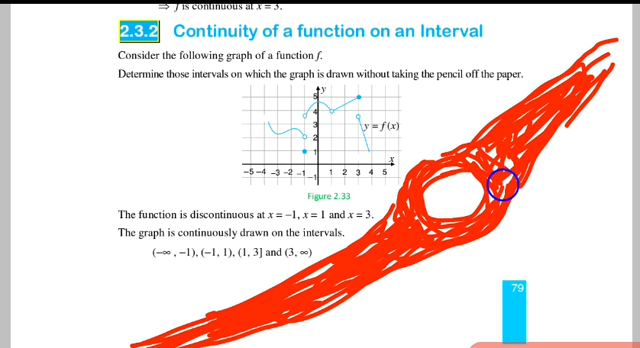 ⇒ f is continuous at x = 3.
2.3.2 Continuity of a function on an Interval
Consider the following graph of a function f.
Determine those intervals on which the graph is drawn without taking the pencil off the paper.
y
5
4
3
2
1
y = f(x)
x
−5 −4 −3 −2 −1 1 2 3 4 5
−1
Figure 2.33
The function is discontinuous at x = −1, x = 1 and x = 3.
The graph is continuously drawn on the intervals.
(−∞ , −1), (−1, 1), (1, 3] and (3, ∞)
79